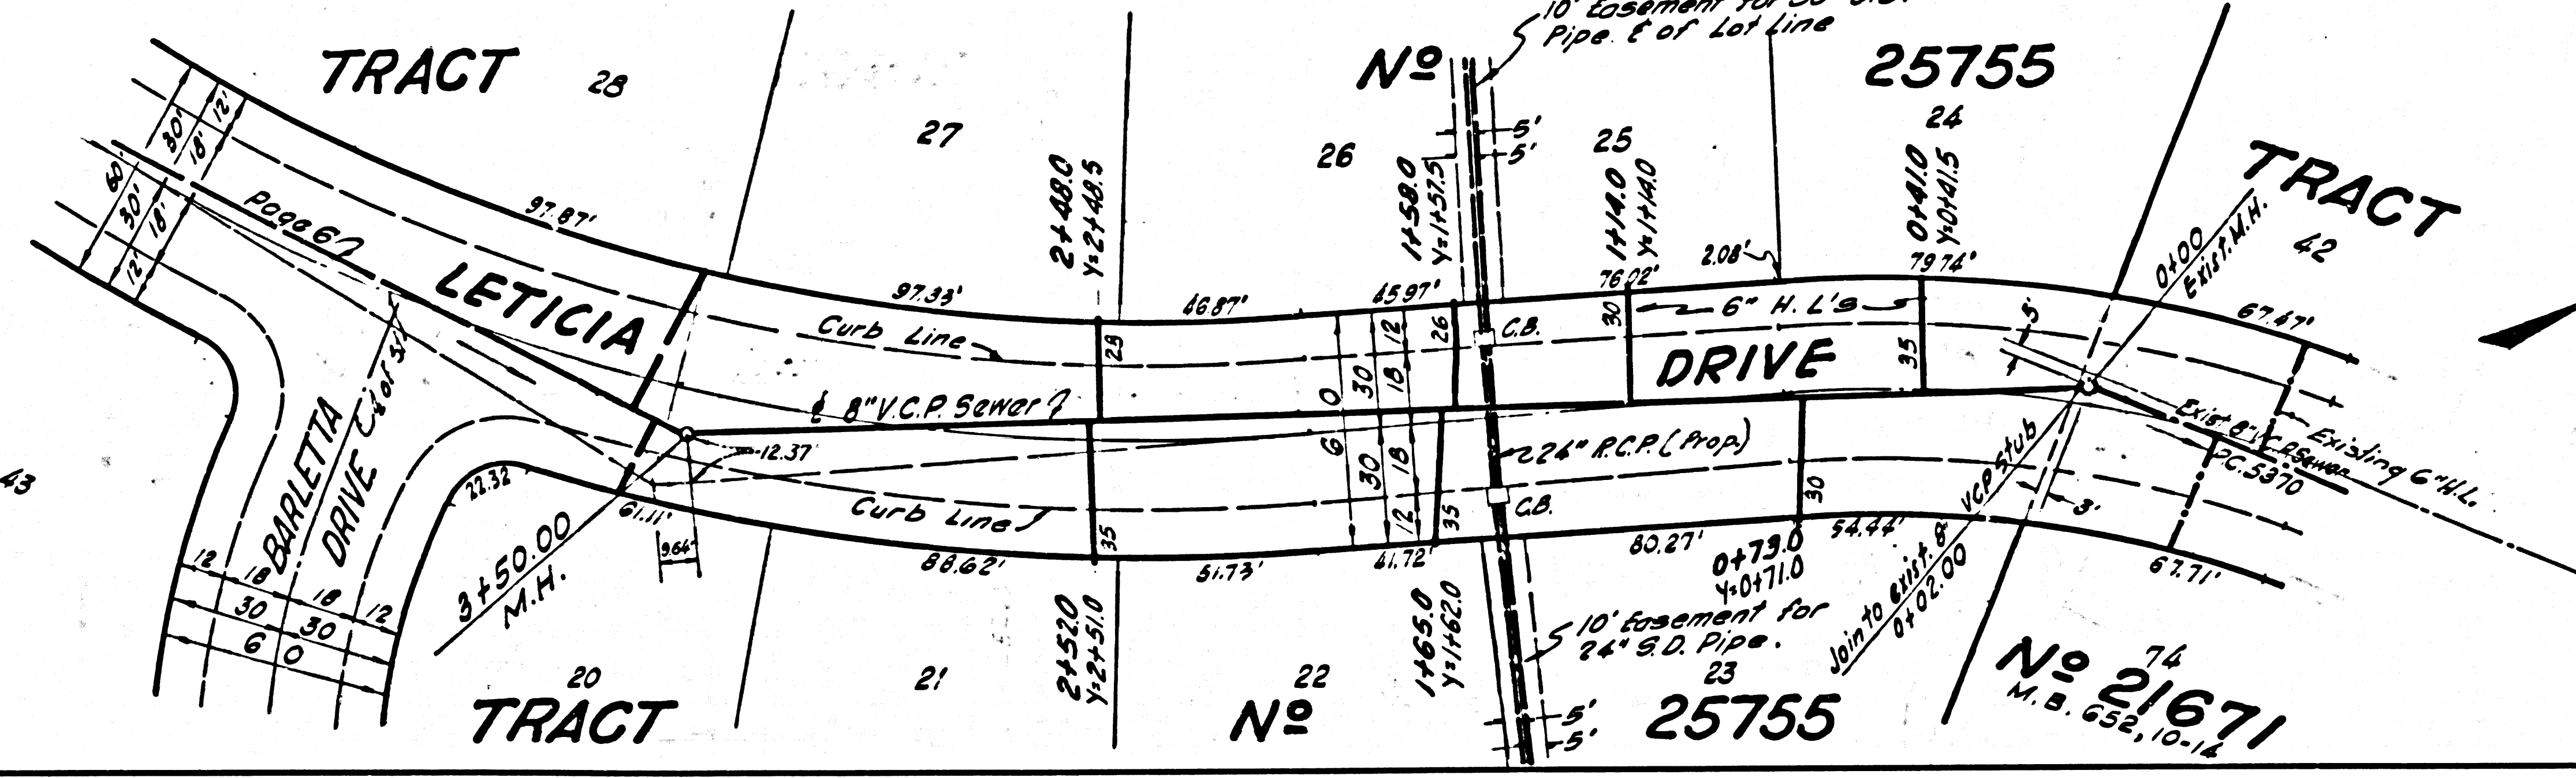 10' Easement for
Pipe. ₵ of Lot Line
TRACT
28
Nº
25755
24
27
26
25
TRACT
42
30'
18'
12'
60'
30'
18'
12'
Page 6
97.87'
2+48.0
Y=2+48.5
1+58.0
Y=1+57.5
5'
5'
1+14.0
Y=1+14.0
0+41.0
Y=0+41.5
0+00
Exist. M.H.
2.08'
LETICIA
97.33'
46.87'
45.97'
76.02'
79.74'
67.47'
Curb Line
29
30
12
18
26
C.B.
30
6" H.L's
35
DRIVE
5'
₵ 8" V.C.P. Sewer
60
30
18
12
35
24" R.C.P. (Prop.)
C.B.
30
Exist 8" V.C.P. Sewer
P.C. 5370
Existing 6" H.L.
43
BARLETTA
DRIVE
22.32
61.11'
12.37'
9.64'
Curb Line
35
88.62'
51.73'
41.72'
80.27'
54.44'
3'
67.71'
12
18
18
12
30
30
60
3+50.00
M.H.
2+52.0
Y=2+51.0
1+65.0
Y=1+62.0
0+79.0
Y=0+71.0
Join to exist. 8" VCP Stub
0+02.00
10' Easement for
24" S.D. Pipe.
20
TRACT
21
22
Nº
23
25755
5'
5'
74
Nº 21671
M.B. 652, 10-14